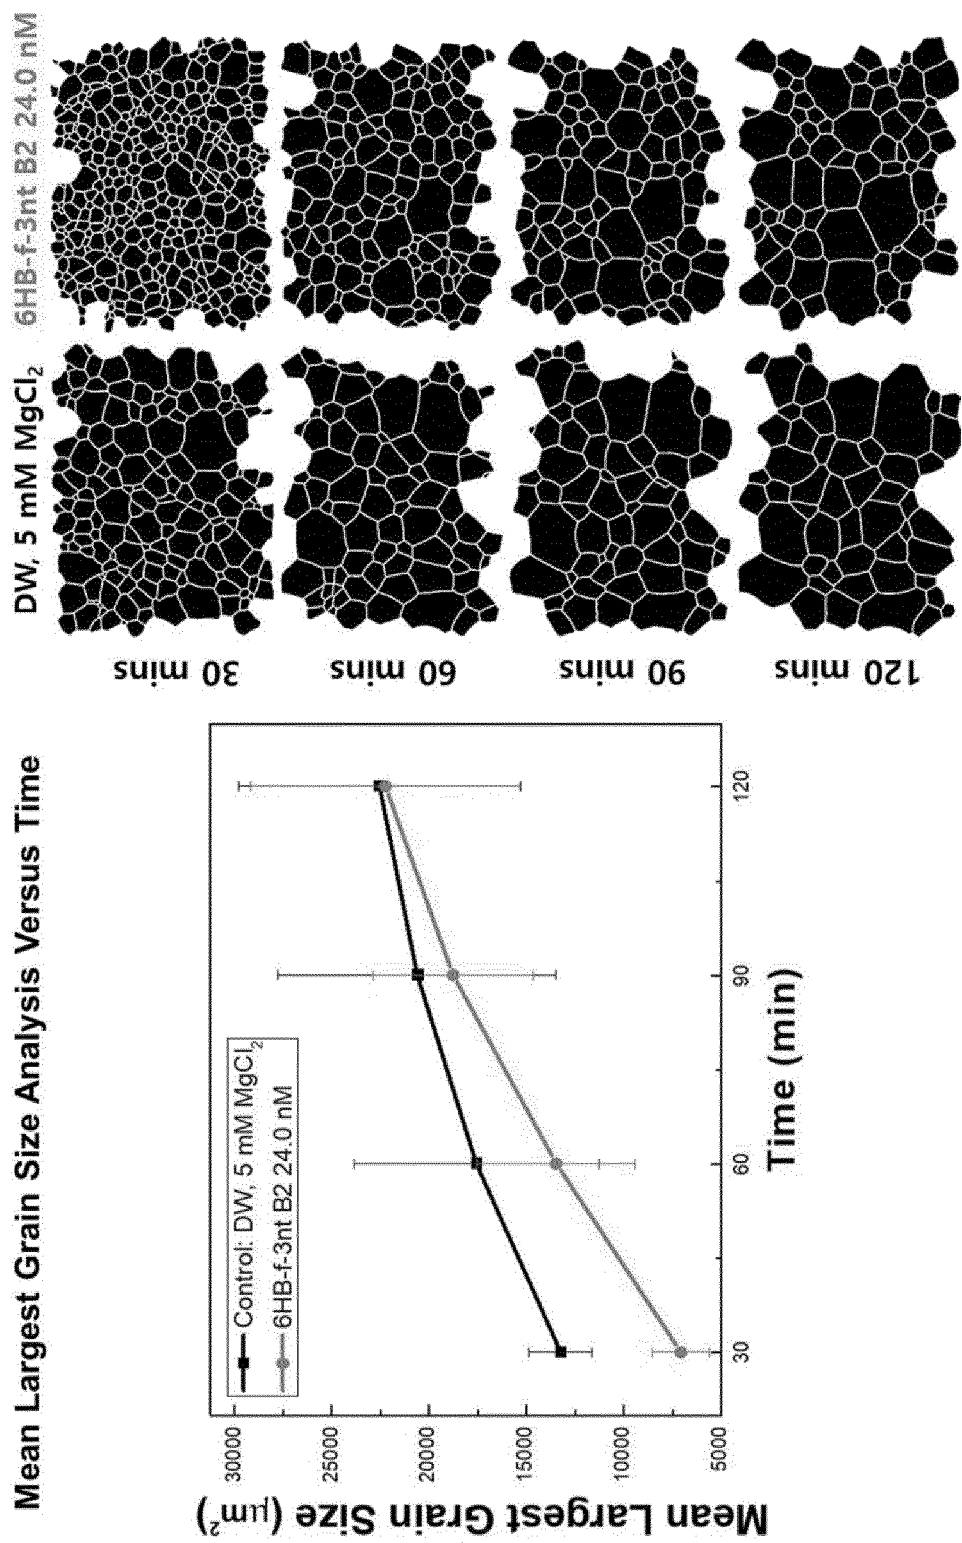 Mean Largest Grain Size Analysis Versus Time
Mean Largest Grain Size (μm²)
30000
25000
20000
15000
10000
5000
Control: DW, 5 mM MgCl₂
6HB-f-3nt B2 24.0 nM
30
60
90
120
Time (min)
DW, 5 mM MgCl₂
6HB-f-3nt B2 24.0 nM
30 mins
60 mins
90 mins
120 mins